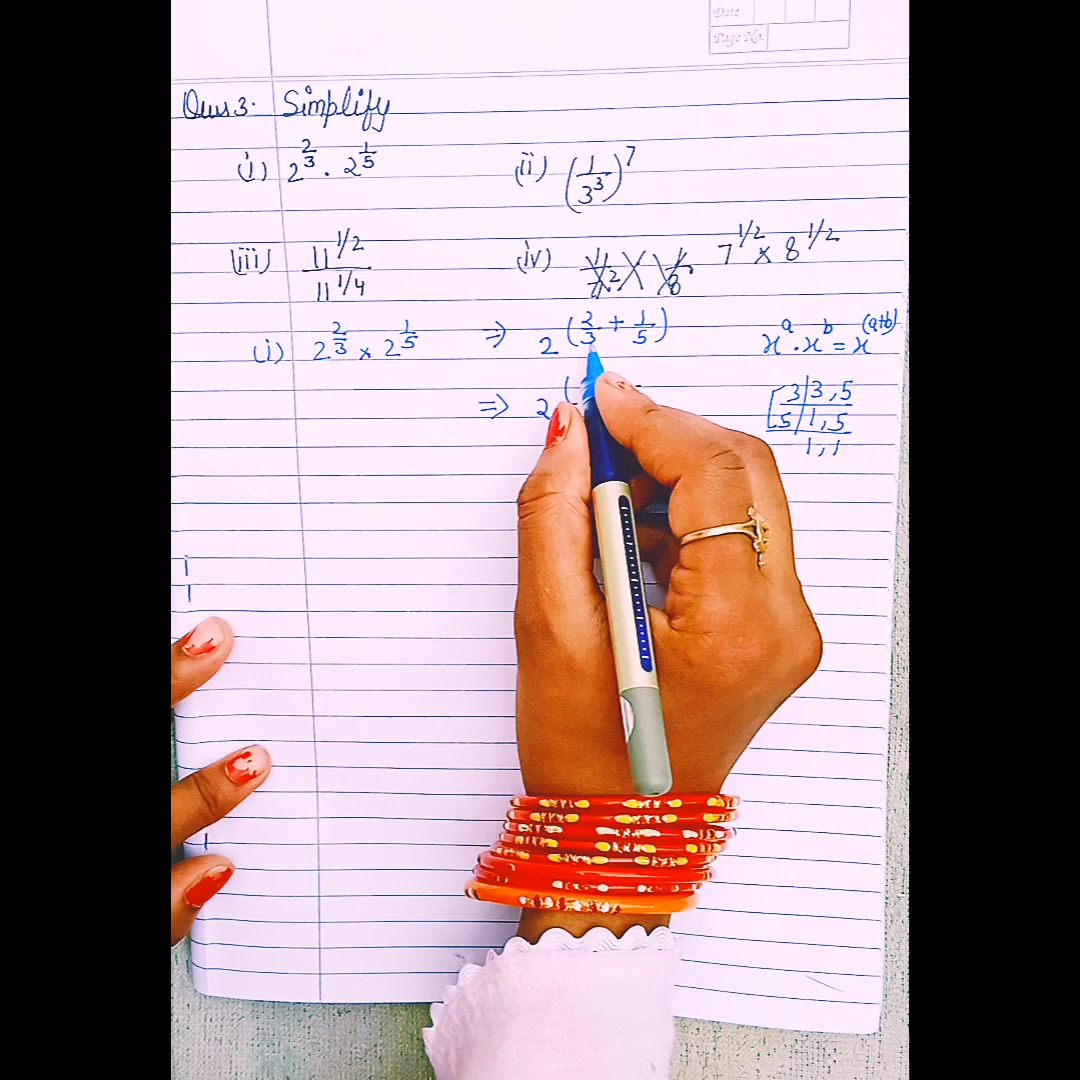 Date
Page No.
Ques 3. Simplify
(i) 2^(2/3) . 2^(1/5) (ii) (1/3^3)^7
(iii) 11^(1/2) / 11^(1/4) (iv) 7^(1/2) x 8^(1/2)
(i) 2^(2/3) x 2^(1/5) ⇒ 2^(2/3 + 1/5) x^a . x^b = x^(a+b)
⇒ 2^( 3|3, 5
5|1, 5
1, 1